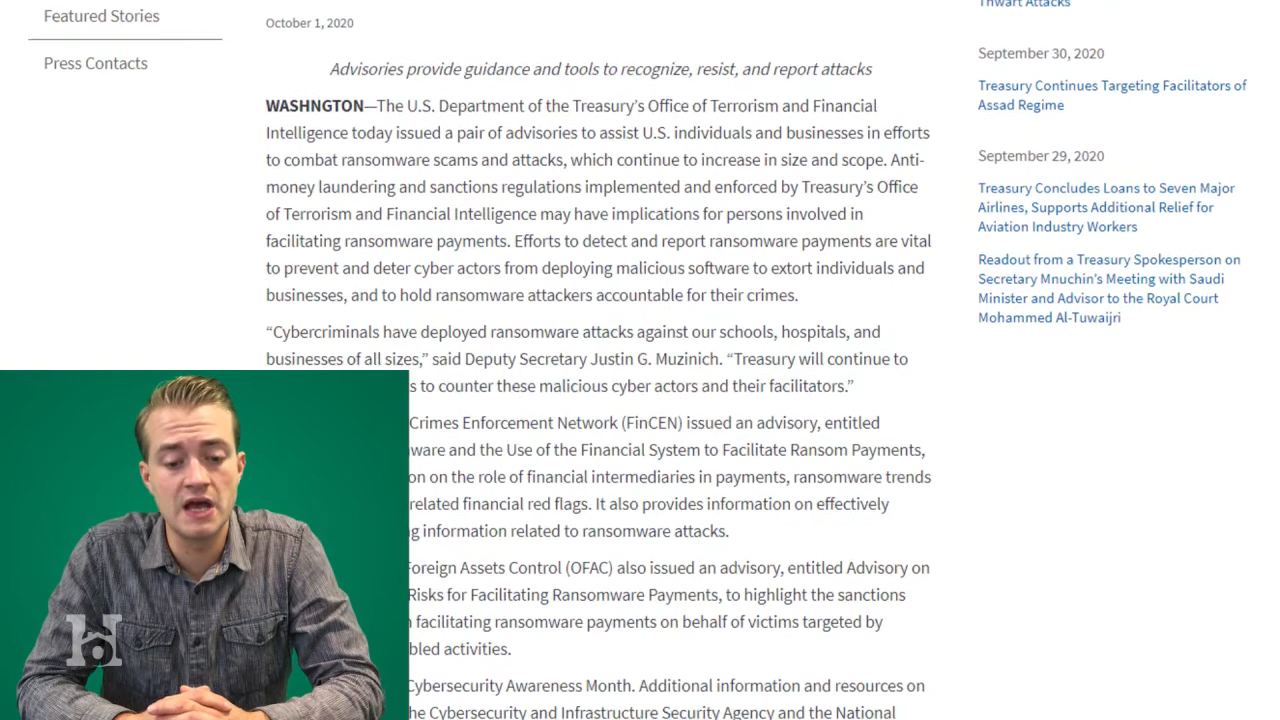 Featured Stories
Press Contacts
October 1, 2020
Advisories provide guidance and tools to recognize, resist, and report attacks
WASHNGTON—The U.S. Department of the Treasury’s Office of Terrorism and Financial
Intelligence today issued a pair of advisories to assist U.S. individuals and businesses in efforts
to combat ransomware scams and attacks, which continue to increase in size and scope. Anti-
money laundering and sanctions regulations implemented and enforced by Treasury’s Office
of Terrorism and Financial Intelligence may have implications for persons involved in
facilitating ransomware payments. Efforts to detect and report ransomware payments are vital
to prevent and deter cyber actors from deploying malicious software to extort individuals and
businesses, and to hold ransomware attackers accountable for their crimes.
“Cybercriminals have deployed ransomware attacks against our schools, hospitals, and
businesses of all sizes,” said Deputy Secretary Justin G. Muzinich. “Treasury will continue to
s to counter these malicious cyber actors and their facilitators.”
Crimes Enforcement Network (FinCEN) issued an advisory, entitled
ware and the Use of the Financial System to Facilitate Ransom Payments,
on on the role of financial intermediaries in payments, ransomware trends
related financial red flags. It also provides information on effectively
g information related to ransomware attacks.
Foreign Assets Control (OFAC) also issued an advisory, entitled Advisory on
Risks for Facilitating Ransomware Payments, to highlight the sanctions
facilitating ransomware payments on behalf of victims targeted by
bled activities.
Cybersecurity Awareness Month. Additional information and resources on
he Cybersecurity and Infrastructure Security Agency and the National
Thwart Attacks
September 30, 2020
Treasury Continues Targeting Facilitators of
Assad Regime
September 29, 2020
Treasury Concludes Loans to Seven Major
Airlines, Supports Additional Relief for
Aviation Industry Workers
Readout from a Treasury Spokesperson on
Secretary Mnuchin’s Meeting with Saudi
Minister and Advisor to the Royal Court
Mohammed Al-Tuwaijri